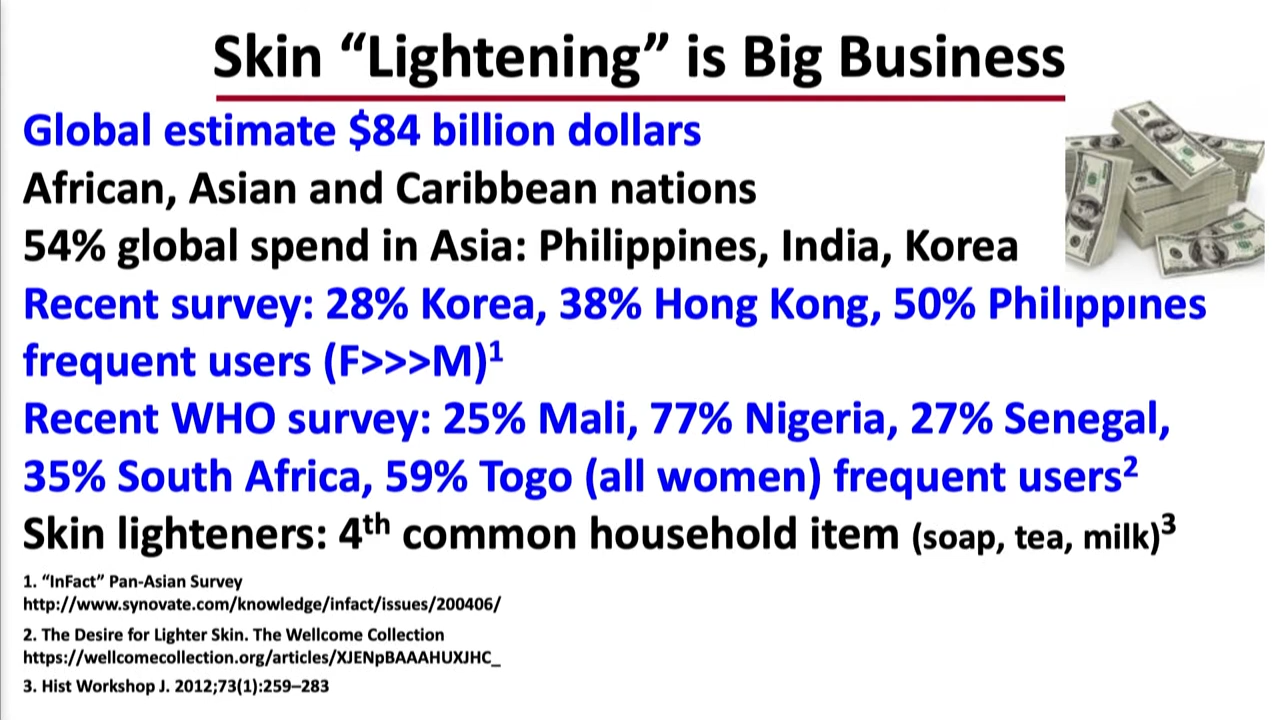 Skin “Lightening” is Big Business
Global estimate $84 billion dollars
African, Asian and Caribbean nations
54% global spend in Asia: Philippines, India, Korea
Recent survey: 28% Korea, 38% Hong Kong, 50% Philippines
frequent users (F>>>M)1
Recent WHO survey: 25% Mali, 77% Nigeria, 27% Senegal,
35% South Africa, 59% Togo (all women) frequent users2
Skin lighteners: 4th common household item (soap, tea, milk)3
1. “InFact” Pan-Asian Survey
http://www.synovate.com/knowledge/infact/issues/200406/
2. The Desire for Lighter Skin. The Wellcome Collection
https://wellcomecollection.org/articles/XJENpBAAAHUXJHC_
3. Hist Workshop J. 2012;73(1):259–283